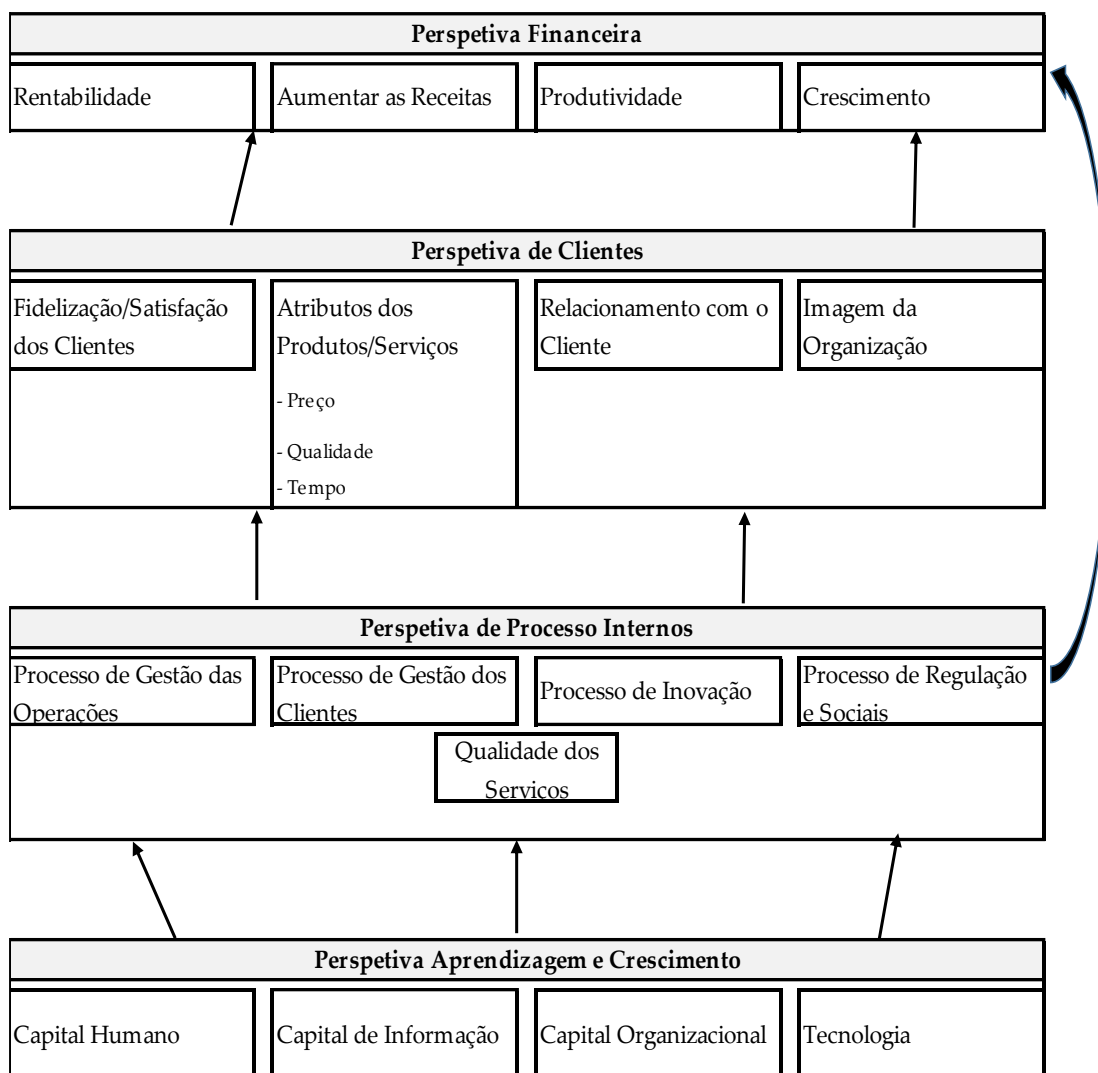 Perspetiva Financeira
Rentabilidade
Aumentar as Receitas
Produtividade
Crescimento
Perspetiva de Clientes
Fidelização/Satisfação
dos Clientes
Atributos dos
Produtos/Serviços
- Preço
- Qualidade
- Tempo
Relacionamento com o
Cliente
Imagem da
Organização
Perspetiva de Processo Internos
Processo de Gestão das
Operações
Processo de Gestão dos
Clientes
Processo de Inovação
Processo de Regulação
e Sociais
Qualidade dos
Serviços
Perspetiva Aprendizagem e Crescimento
Capital Humano
Capital de Informação
Capital Organizacional
Tecnologia